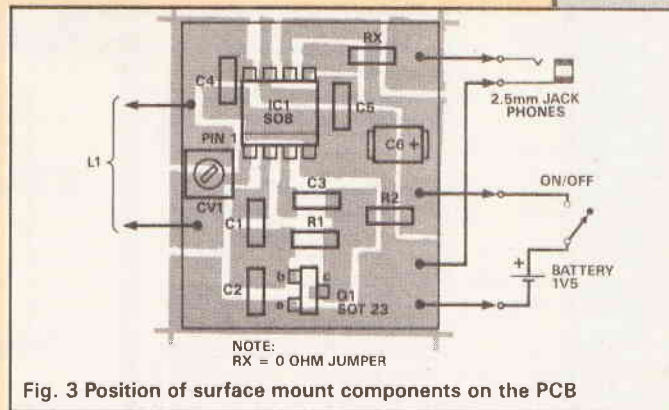 RX
C4
IC1
SO8
C5
2.5mm JACK
PHONES
PIN 1
C6 +
L1
CV1
C3
R2
ON/OFF
C1
R1
+
BATTERY
1V5
C2
b
c
e
Q1
SOT 23
NOTE:
RX = 0 OHM JUMPER
Fig. 3 Position of surface mount components on the PCB